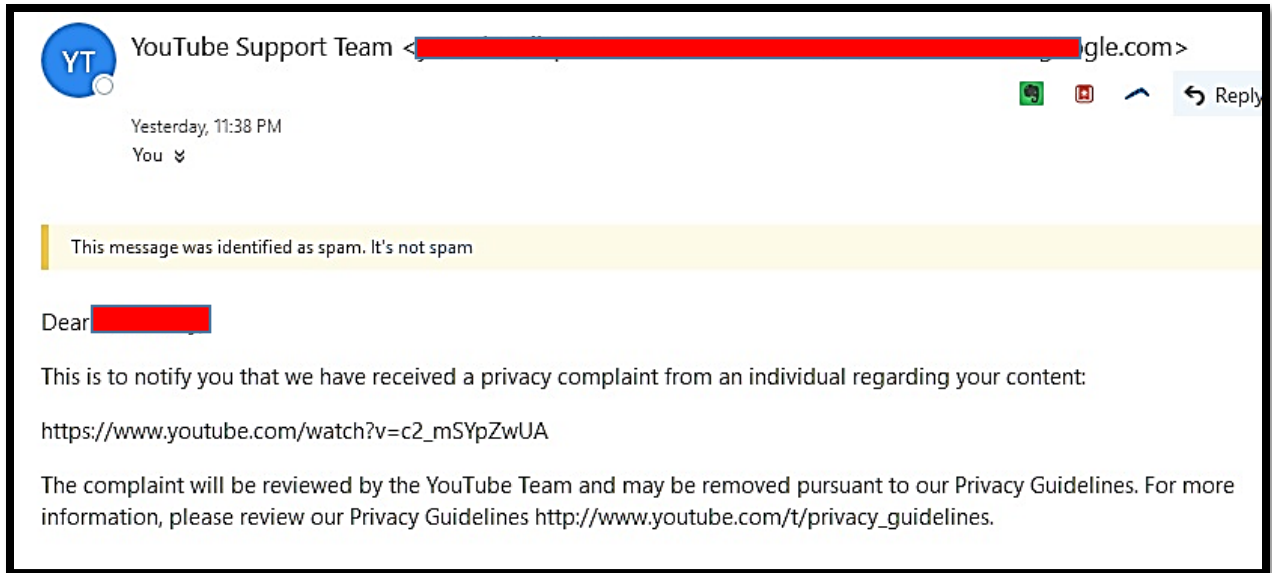 YT
YouTube Support Team <
gle.com>
Reply
Yesterday, 11:38 PM
You
This message was identified as spam. It's not spam
Dear
This is to notify you that we have received a privacy complaint from an individual regarding your content:
https://www.youtube.com/watch?v=c2_mSYpZwUA
The complaint will be reviewed by the YouTube Team and may be removed pursuant to our Privacy Guidelines. For more
information, please review our Privacy Guidelines http://www.youtube.com/t/privacy_guidelines.